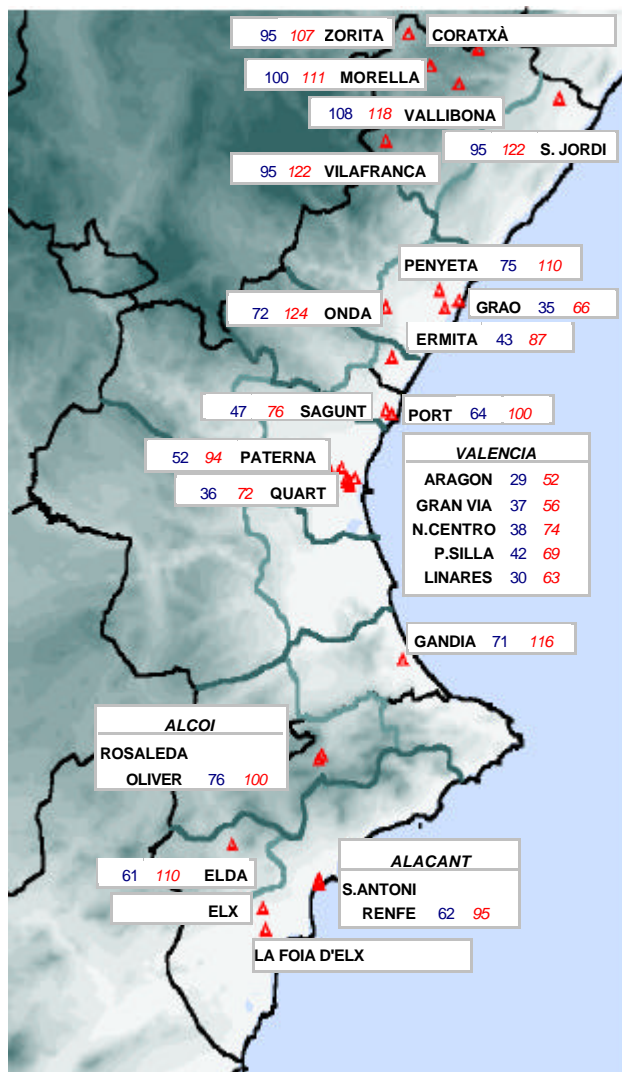 95 107 ZORITA
CORATXÀ
100 111 MORELLA
108 118 VALLIBONA
95 122 S. JORDI
95 122 VILAFRANCA
PENYETA 75 110
72 124 ONDA
GRAO 35 66
ERMITA 43 87
47 76 SAGUNT
PORT 64 100
52 94 PATERNA
36 72 QUART
VALENCIA
ARAGON 29 52
GRAN VIA 37 56
N.CENTRO 38 74
P.SILLA 42 69
LINARES 30 63
GANDIA 71 116
ALCOI
ROSALEDA
OLIVER 76 100
61 110 ELDA
ELX
ALACANT
S.ANTONI
RENFE 62 95
LA FOIA D'ELX